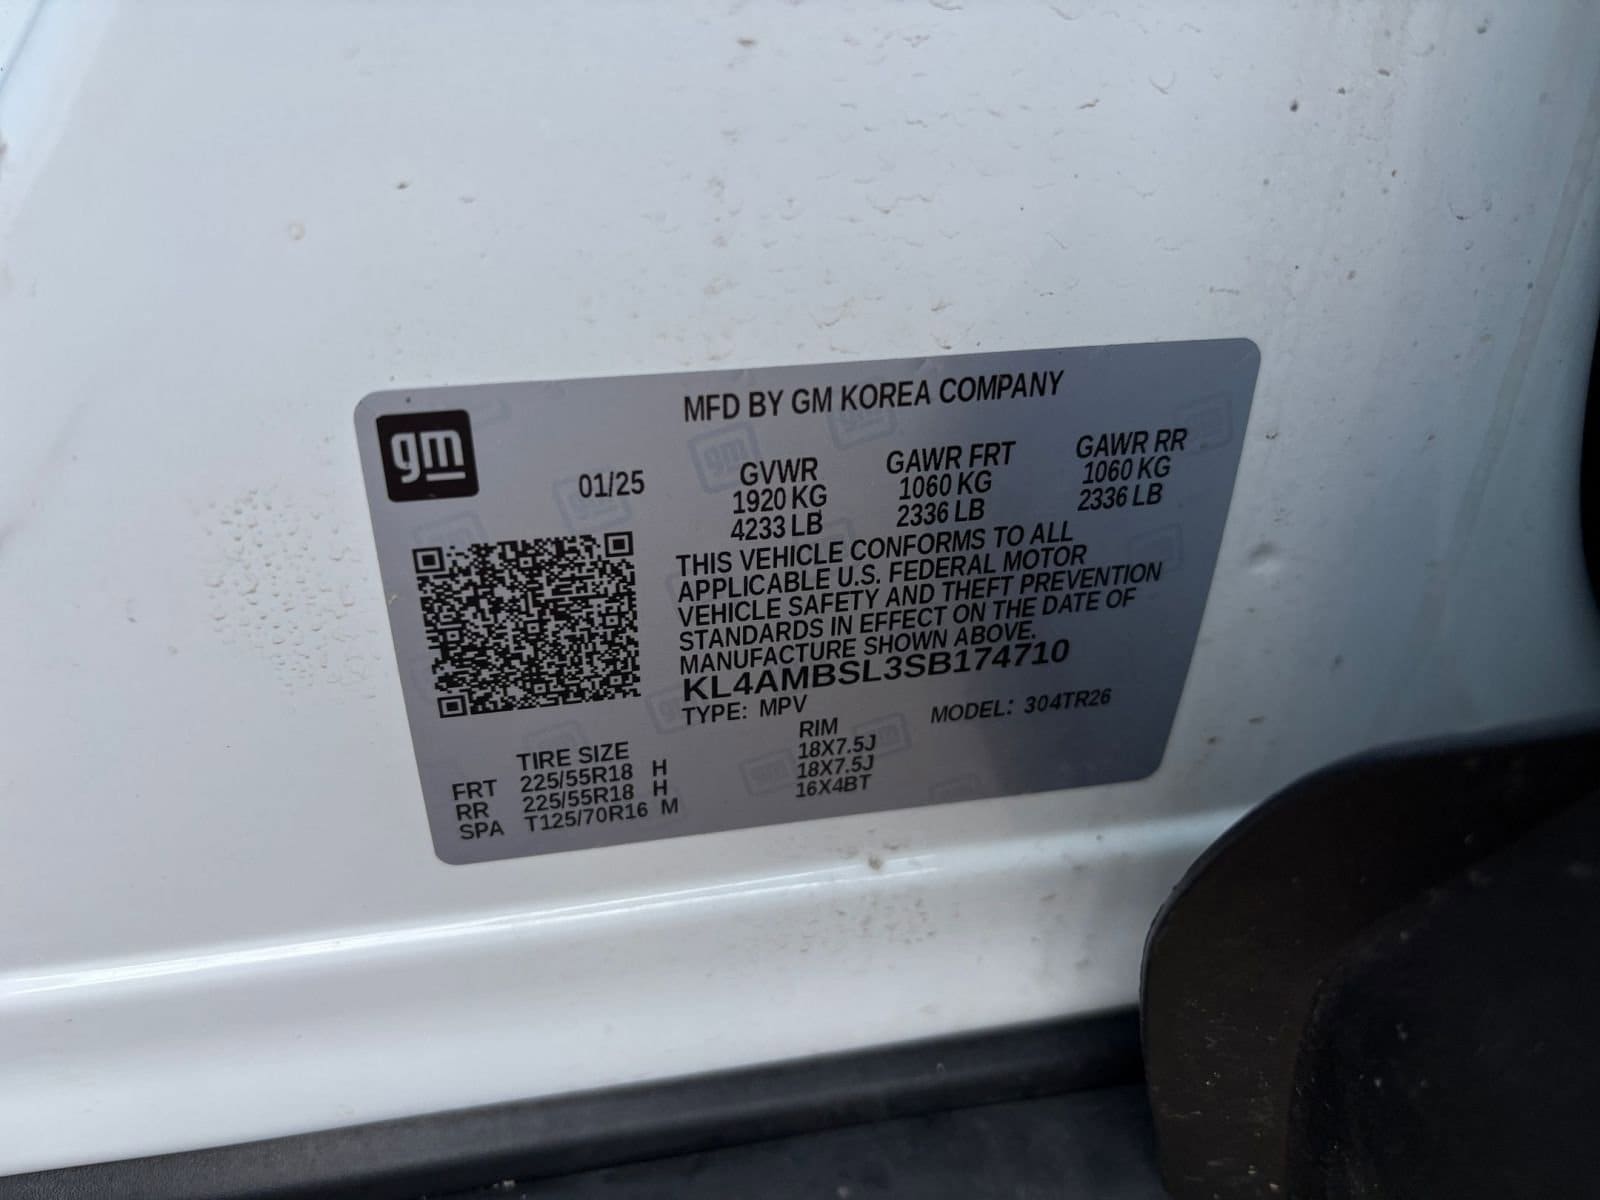 gm
MFD BY GM KOREA COMPANY
01/25
GVWR GAWR FRT GAWR RR
1920 KG 1060 KG 1060 KG
4233 LB 2336 LB 2336 LB
THIS VEHICLE CONFORMS TO ALL
APPLICABLE U.S. FEDERAL MOTOR
VEHICLE SAFETY AND THEFT PREVENTION
STANDARDS IN EFFECT ON THE DATE OF
MANUFACTURE SHOWN ABOVE.
KL4AMBSL3SB174710
TYPE: MPV MODEL: 304TR26
TIRE SIZE RIM
FRT 225/55R18 H 18X7.5J
RR 225/55R18 H 18X7.5J
SPA T125/70R16 M 16X4BT